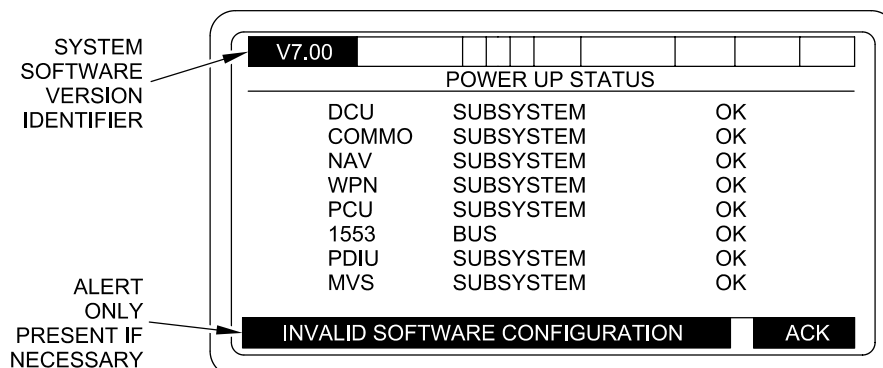 SYSTEM
SOFTWARE
VERSION
IDENTIFIER
V7.00
POWER UP STATUS
DCU SUBSYSTEM OK
COMMO SUBSYSTEM OK
NAV SUBSYSTEM OK
WPN SUBSYSTEM OK
PCU SUBSYSTEM OK
1553 BUS OK
PDIU SUBSYSTEM OK
MVS SUBSYSTEM OK
ALERT
ONLY
PRESENT IF
NECESSARY
INVALID SOFTWARE CONFIGURATION ACK